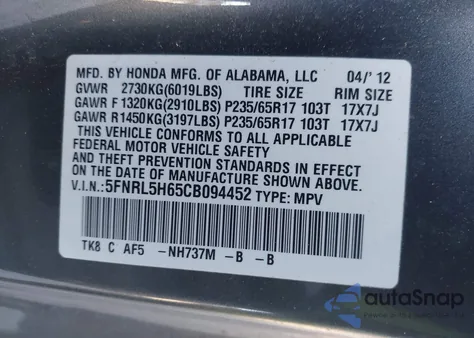 MFD. BY HONDA MFG. OF ALABAMA, LLC 04/'12
GVWR 2730KG(6019LBS) TIRE SIZE RIM SIZE
GAWR F 1320KG(2910LBS) P235/65R17 103T 17X7J
GAWR R1450KG(3197LBS) P235/65R17 103T 17X7J
THIS VEHICLE CONFORMS TO ALL APPLICABLE
FEDERAL MOTOR VEHICLE SAFETY
AND THEFT PREVENTION STANDARDS IN EFFECT
ON THE DATE OF MANUFACTURE SHOWN ABOVE.
V.I.N.: 5FNRL5H65CB094452 TYPE: MPV
TK8 C AF5 -NH737M -B -B
autoSnap